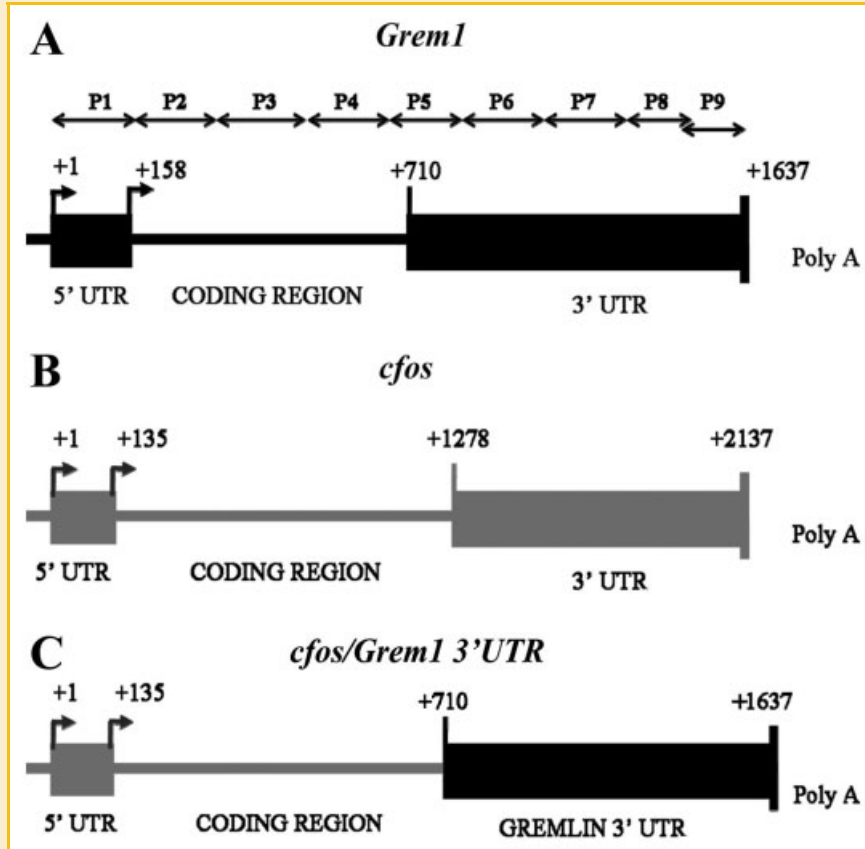 A Grem1
P1 P2 P3 P4 P5 P6 P7 P8 P9
+1 +158 +710 +1637
Poly A
5’ UTR CODING REGION 3’ UTR
B cfos
+1 +135 +1278 +2137
Poly A
5’ UTR CODING REGION 3’ UTR
C cfos/Grem1 3’UTR
+1 +135 +710 +1637
Poly A
5’ UTR CODING REGION GREMLIN 3’ UTR